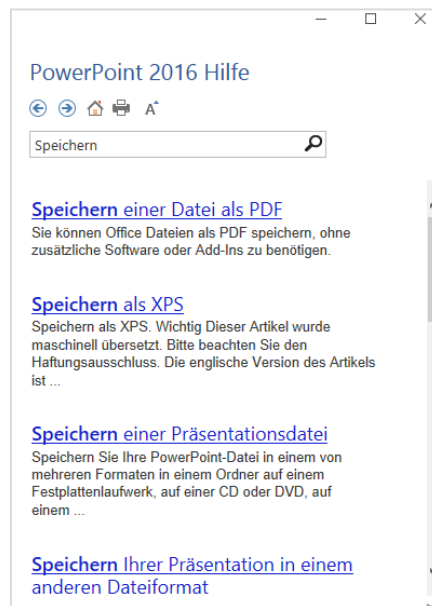 PowerPoint 2016 Hilfe
A
Speichern
Speichern einer Datei als PDF
Sie können Office Dateien als PDF speichern, ohne
zusätzliche Software oder Add-Ins zu benötigen.
Speichern als XPS
Speichern als XPS. Wichtig Dieser Artikel wurde
maschinell übersetzt. Bitte beachten Sie den
Haftungsausschluss. Die englische Version des Artikels
ist ...
Speichern einer Präsentationsdatei
Speichern Sie Ihre PowerPoint-Datei in einem von
mehreren Formaten in einem Ordner auf einem
Festplattenlaufwerk, auf einer CD oder DVD, auf
einem ...
Speichern Ihrer Präsentation in einem
anderen Dateiformat